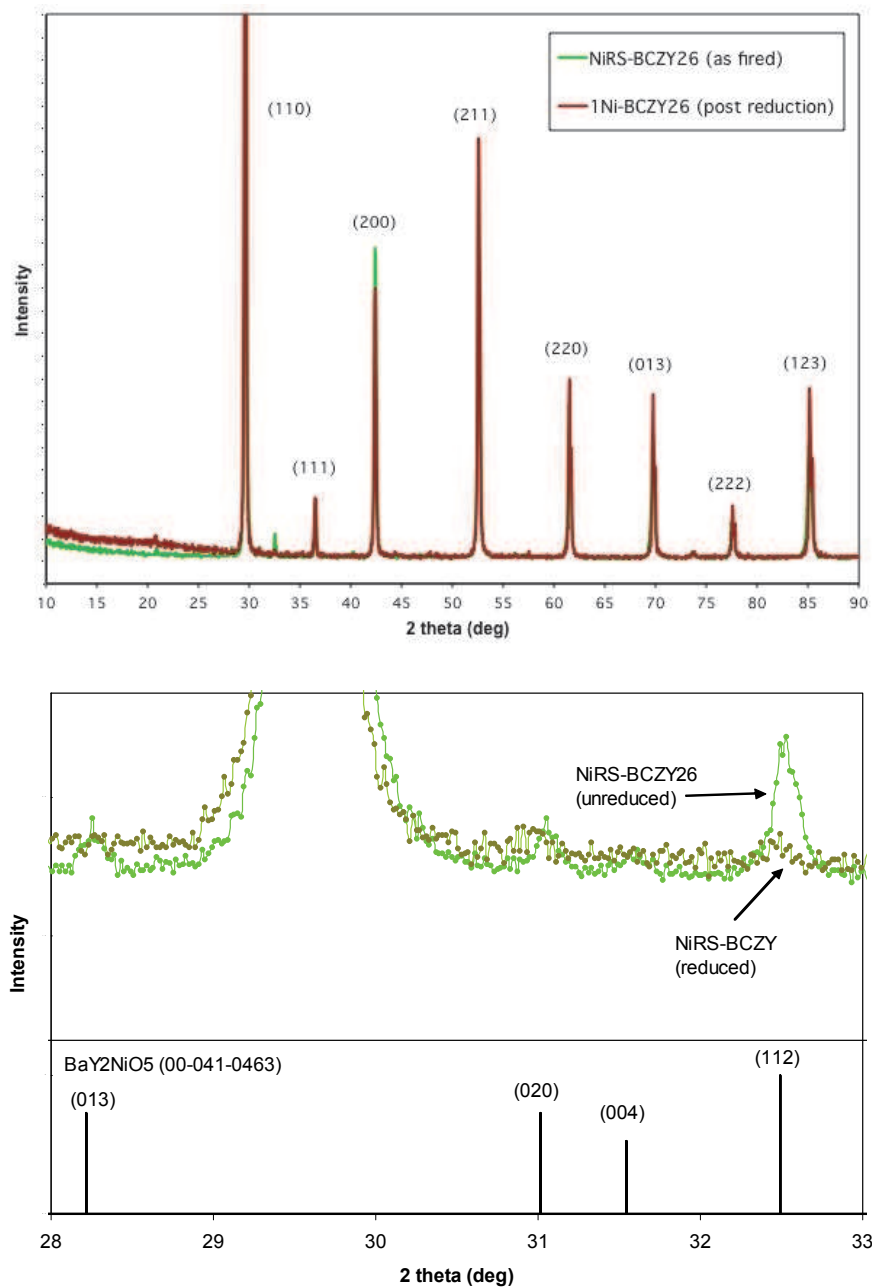 NiRS-BCZY26 (as fired)
1Ni-BCZY26 (post reduction)
(110)
(211)
(200)
(220)
(013)
(123)
(111)
(222)
Intensity
10 15 20 25 30 35 40 45 50 55 60 65 70 75 80 85 90
2 theta (deg)
NiRS-BCZY26
(unreduced)
NiRS-BCZY
(reduced)
Intensity
BaY2NiO5 (00-041-0463)
(013)
(020)
(004)
(112)
28 29 30 31 32 33
2 theta (deg)